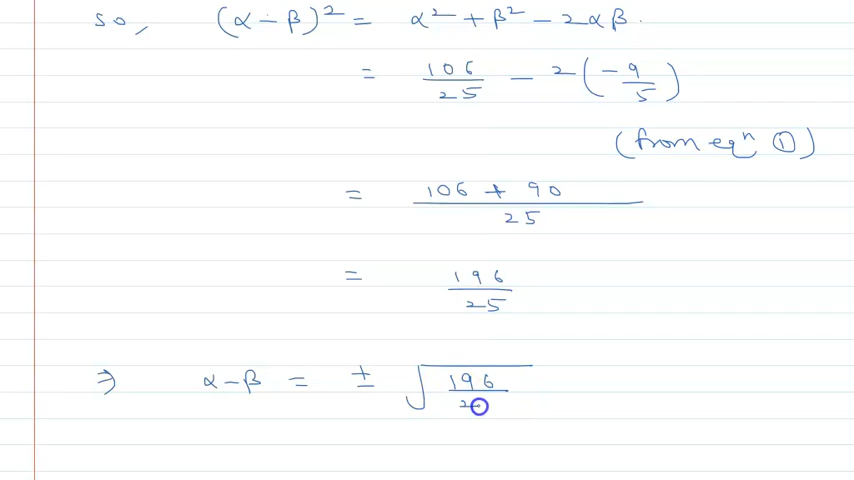 so, (α - β)² = α² + β² - 2αβ.
= 106/25 - 2(-9/5)
(from eqⁿ ①)
= 106 + 90 / 25
= 196/25
⇒ α-β = ± √196/2